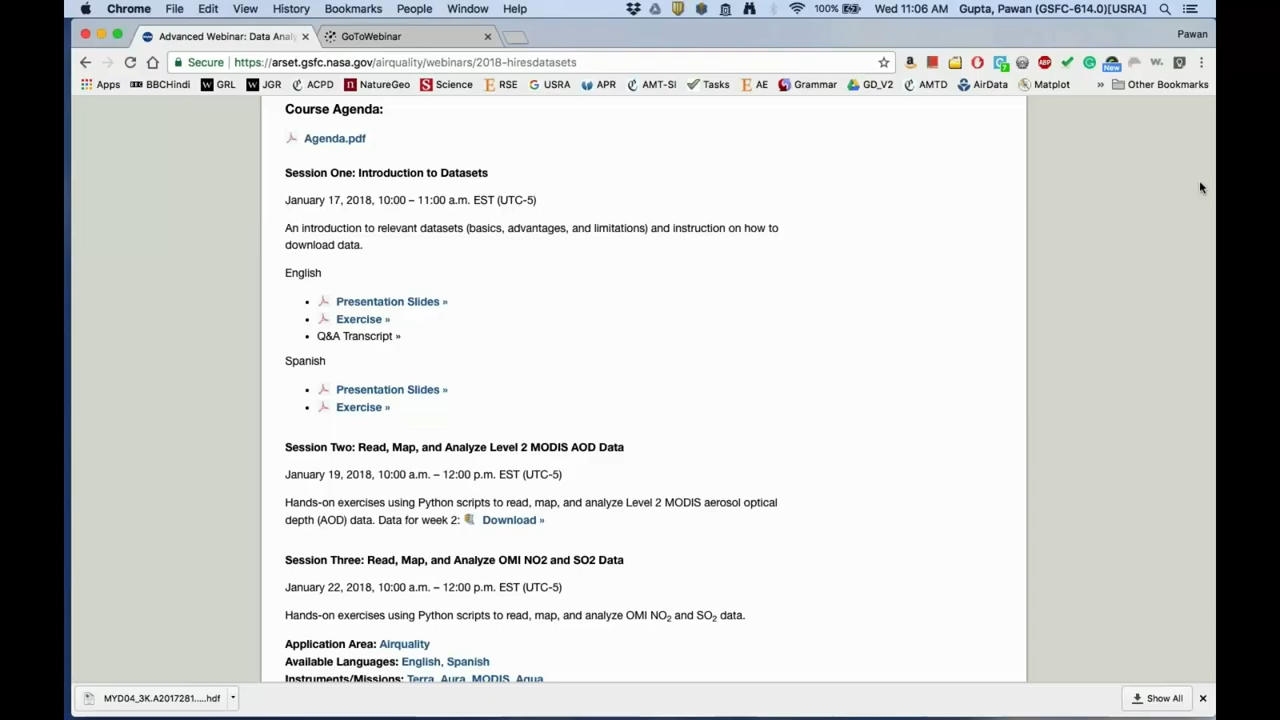 Chrome File Edit View History Bookmarks People Window Help 100% Wed 11:06 AM Gupta, Pawan (GSFC-614.0)[USRA]
Advanced Webinar: Data Analy GoToWebinar Pawan
Secure https://arset.gsfc.nasa.gov/airquality/webinars/2018-hiresdatasets
Apps BBCHindi GRL JGR ACPD NatureGeo Science RSE USRA APR AMT-SI Tasks AE Grammar GD_V2 AMTD AirData Matplot » Other Bookmarks
Course Agenda:
Agenda.pdf
Session One: Introduction to Datasets
January 17, 2018, 10:00 – 11:00 a.m. EST (UTC-5)
An introduction to relevant datasets (basics, advantages, and limitations) and instruction on how to
download data.
English
• Presentation Slides »
• Exercise »
• Q&A Transcript »
Spanish
• Presentation Slides »
• Exercise »
Session Two: Read, Map, and Analyze Level 2 MODIS AOD Data
January 19, 2018, 10:00 a.m. – 12:00 p.m. EST (UTC-5)
Hands-on exercises using Python scripts to read, map, and analyze Level 2 MODIS aerosol optical
depth (AOD) data. Data for week 2: Download »
Session Three: Read, Map, and Analyze OMI NO2 and SO2 Data
January 22, 2018, 10:00 a.m. – 12:00 p.m. EST (UTC-5)
Hands-on exercises using Python scripts to read, map, and analyze OMI NO2 and SO2 data.
Application Area: Airquality
Available Languages: English, Spanish
Instruments/Missions: Terra, Aura, MODIS, Aqua
MYD04_3K.A2017281.....hdf Show All